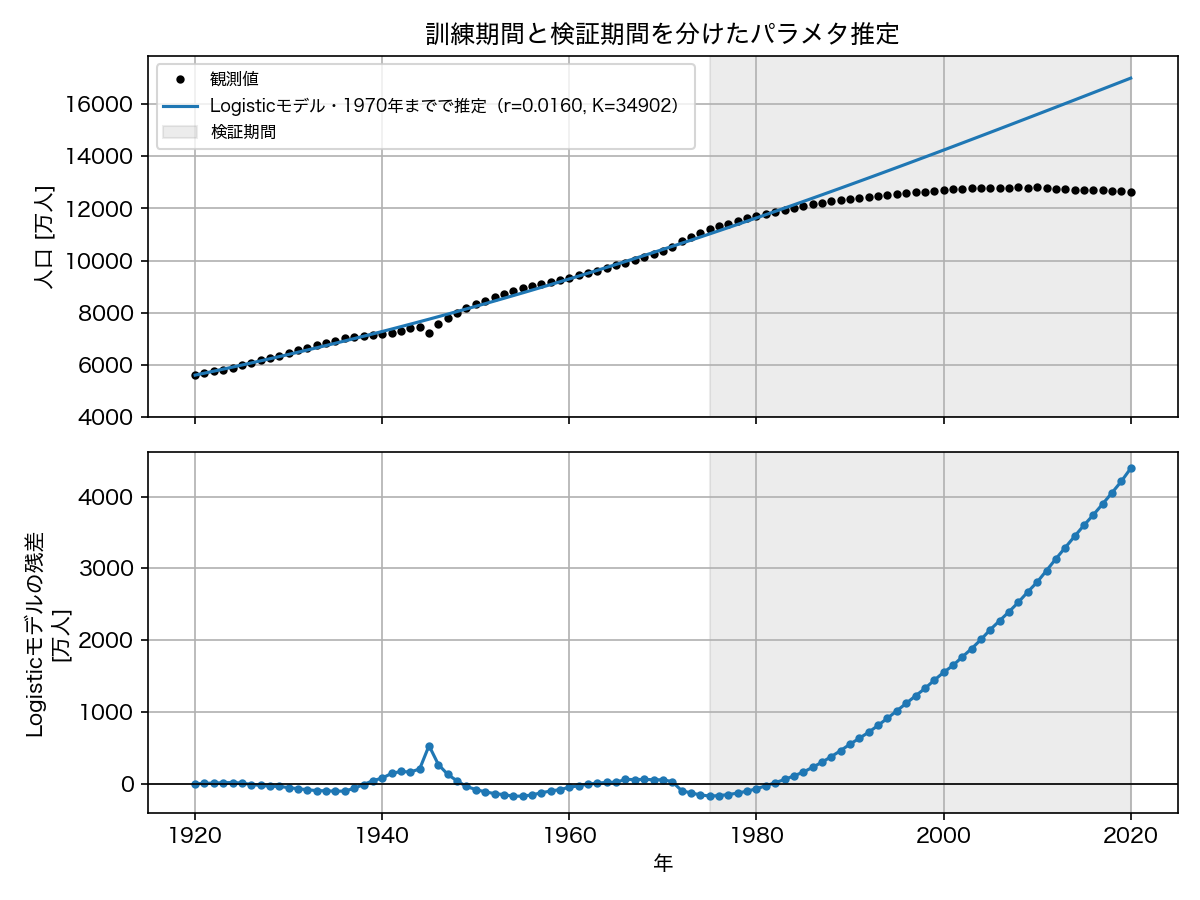 訓練期間と検証期間を分けたパラメタ推定
観測値
Logisticモデル・1970年までで推定（r=0.0160, K=34902）
検証期間
人口 [万人]
16000
14000
12000
10000
8000
6000
4000
Logisticモデルの残差
[万人]
4000
3000
2000
1000
0
1920
1940
1960
1980
2000
2020
年